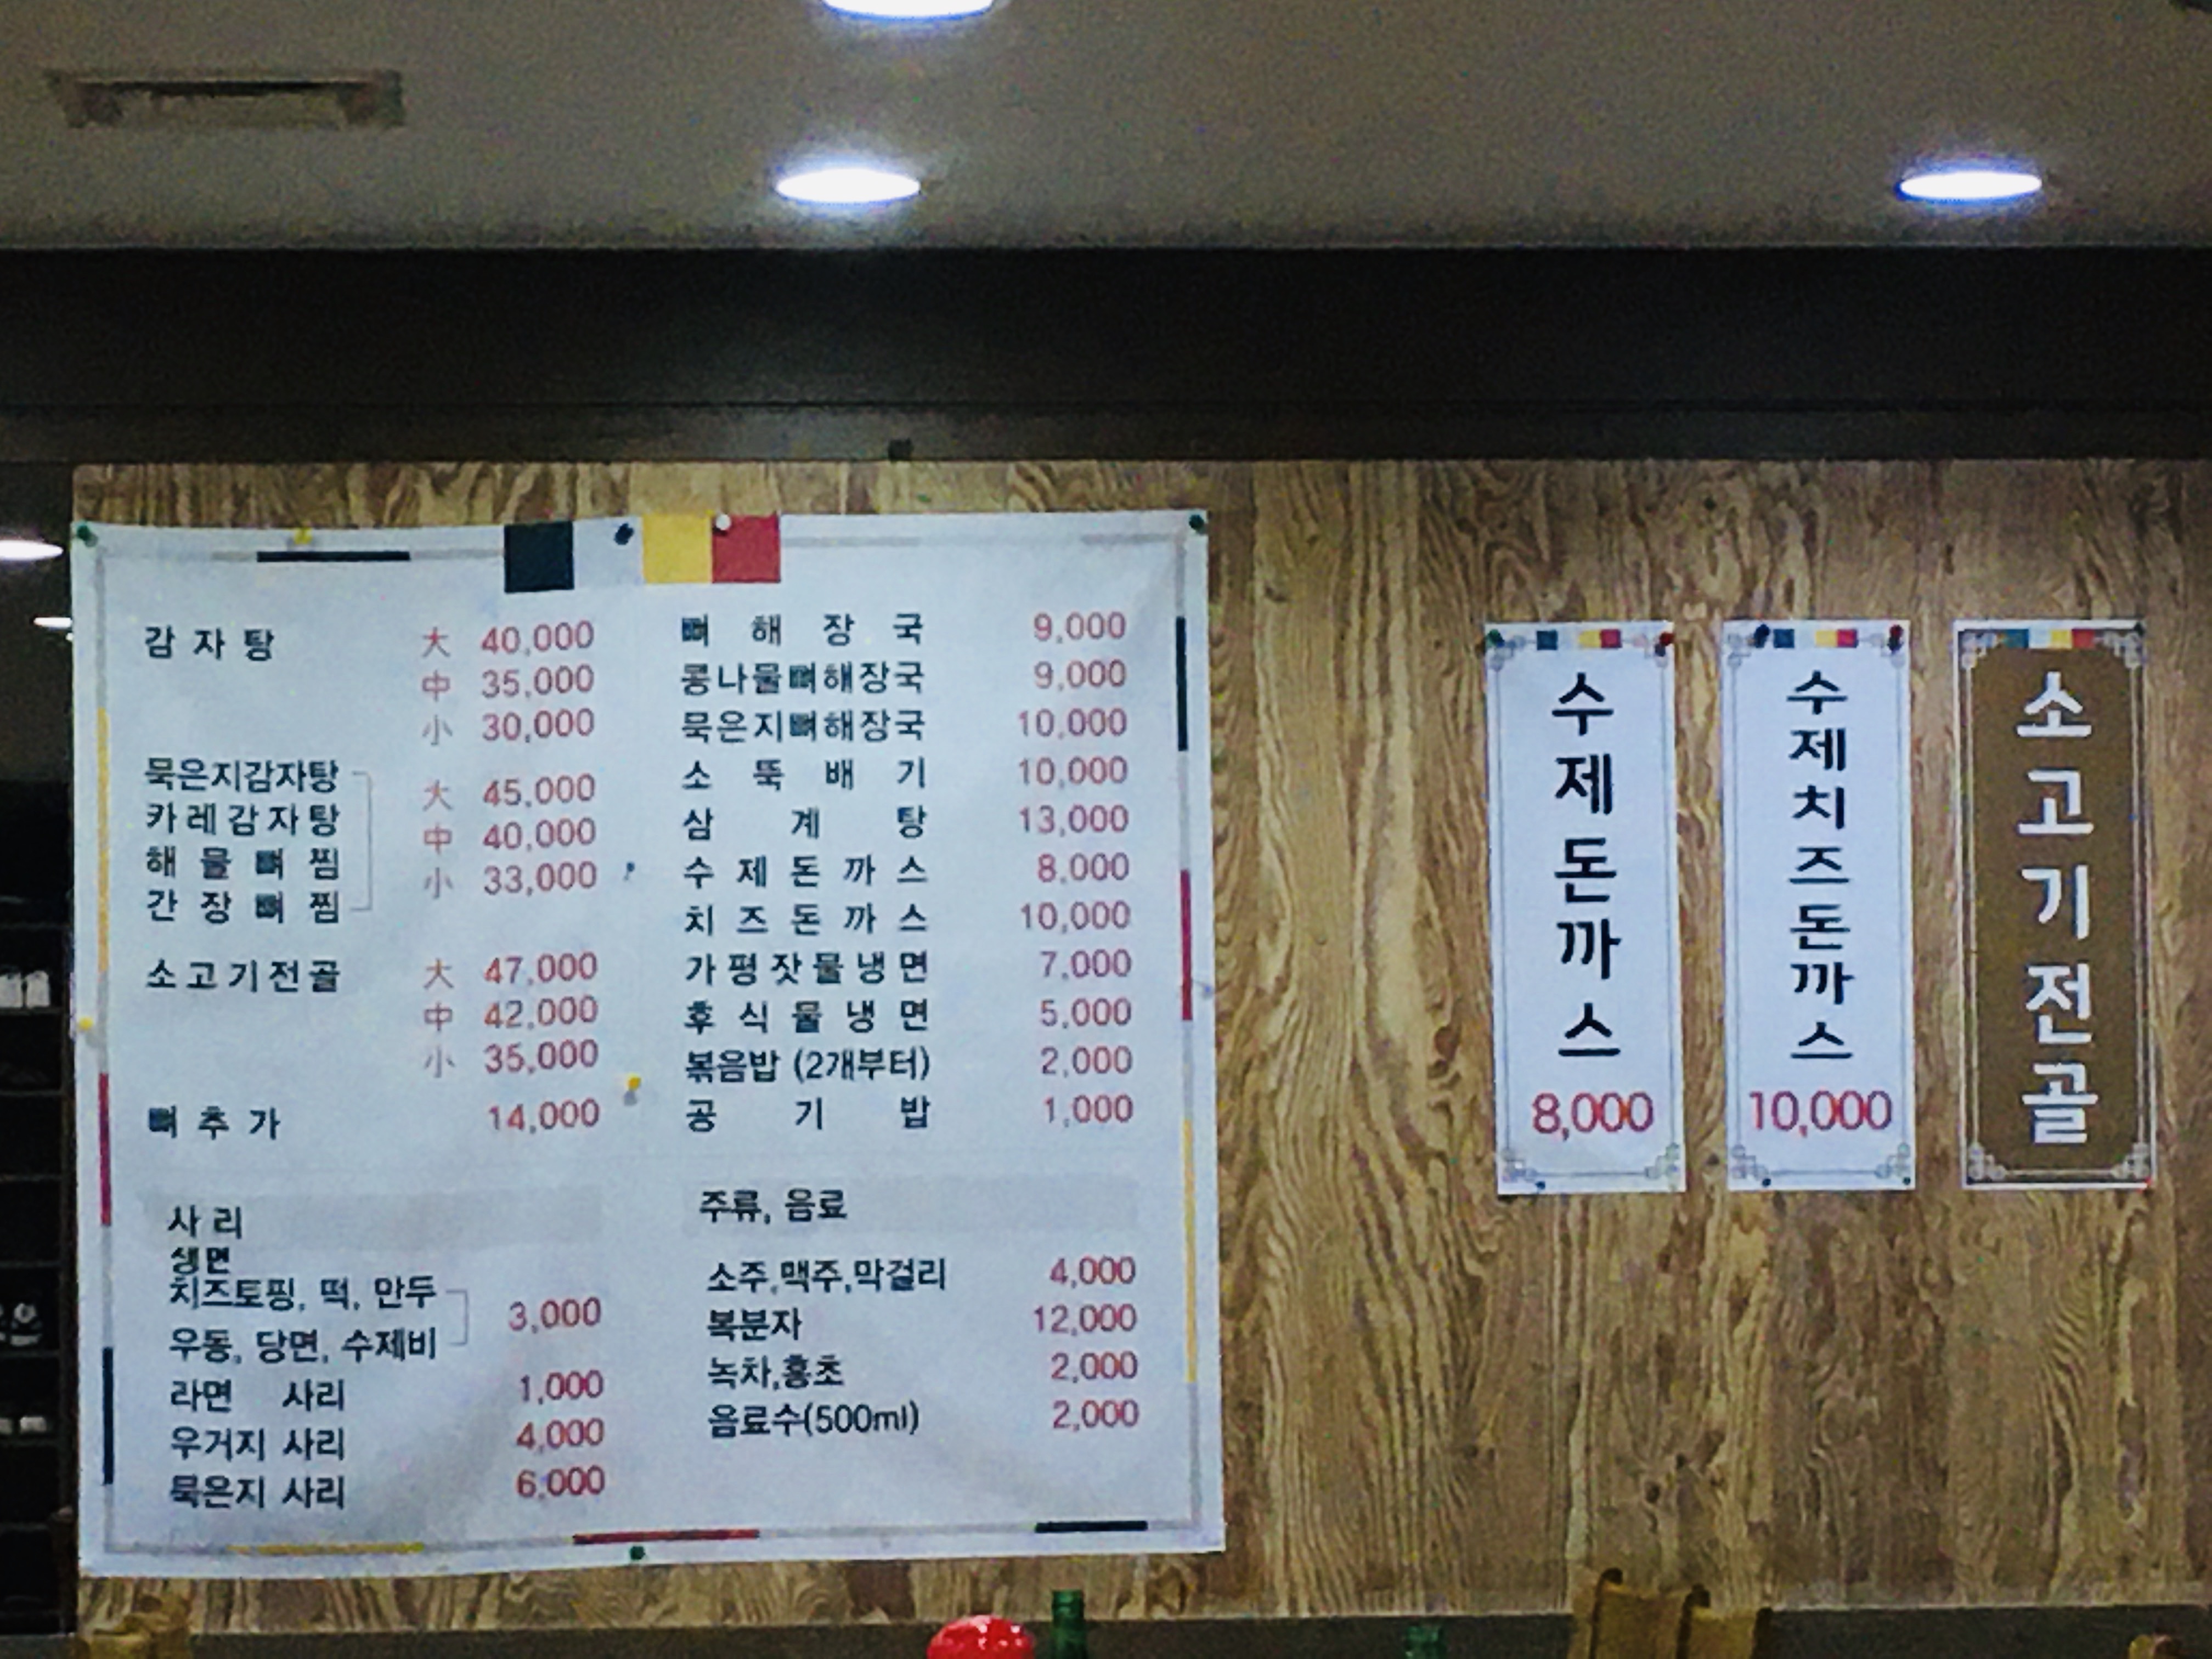 감자탕 大 40,000
中 35,000
小 30,000
묵은지감자탕
카레감자탕
해물뼈찜
간장뼈찜
大 45,000
中 40,000
小 33,000
소고기전골 大 47,000
中 42,000
小 35,000
뼈추가 14,000
사리
생면
치즈토핑, 떡, 만두
우동, 당면, 수제비
3,000
라면 사리 1,000
우거지 사리 4,000
묵은지 사리 6,000
뼈해장국 9,000
콩나물뼈해장국 9,000
묵은지뼈해장국 10,000
소뚝배기 10,000
삼계탕 13,000
수제돈까스 8,000
치즈돈까스 10,000
가평잣물냉면 7,000
후식물냉면 5,000
볶음밥 (2개부터) 2,000
공기밥 1,000
주류, 음료
소주,맥주,막걸리 4,000
복분자 12,000
녹차,홍초 2,000
음료수(500ml) 2,000
수제돈까스
8,000
수제치즈돈까스
10,000
소고기전골